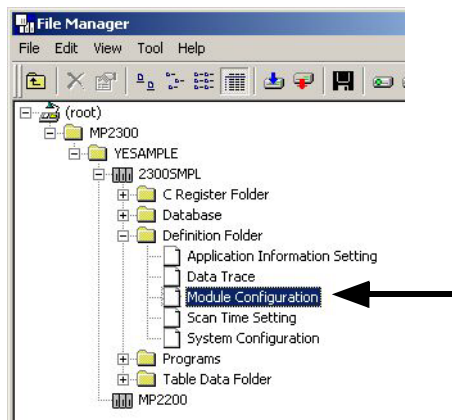 File Manager
File Edit View Tool Help
(root)
MP2300
YESAMPLE
2300SMPL
C Register Folder
Database
Definition Folder
Application Information Setting
Data Trace
Module Configuration
Scan Time Setting
System Configuration
Programs
Table Data Folder
MP2200